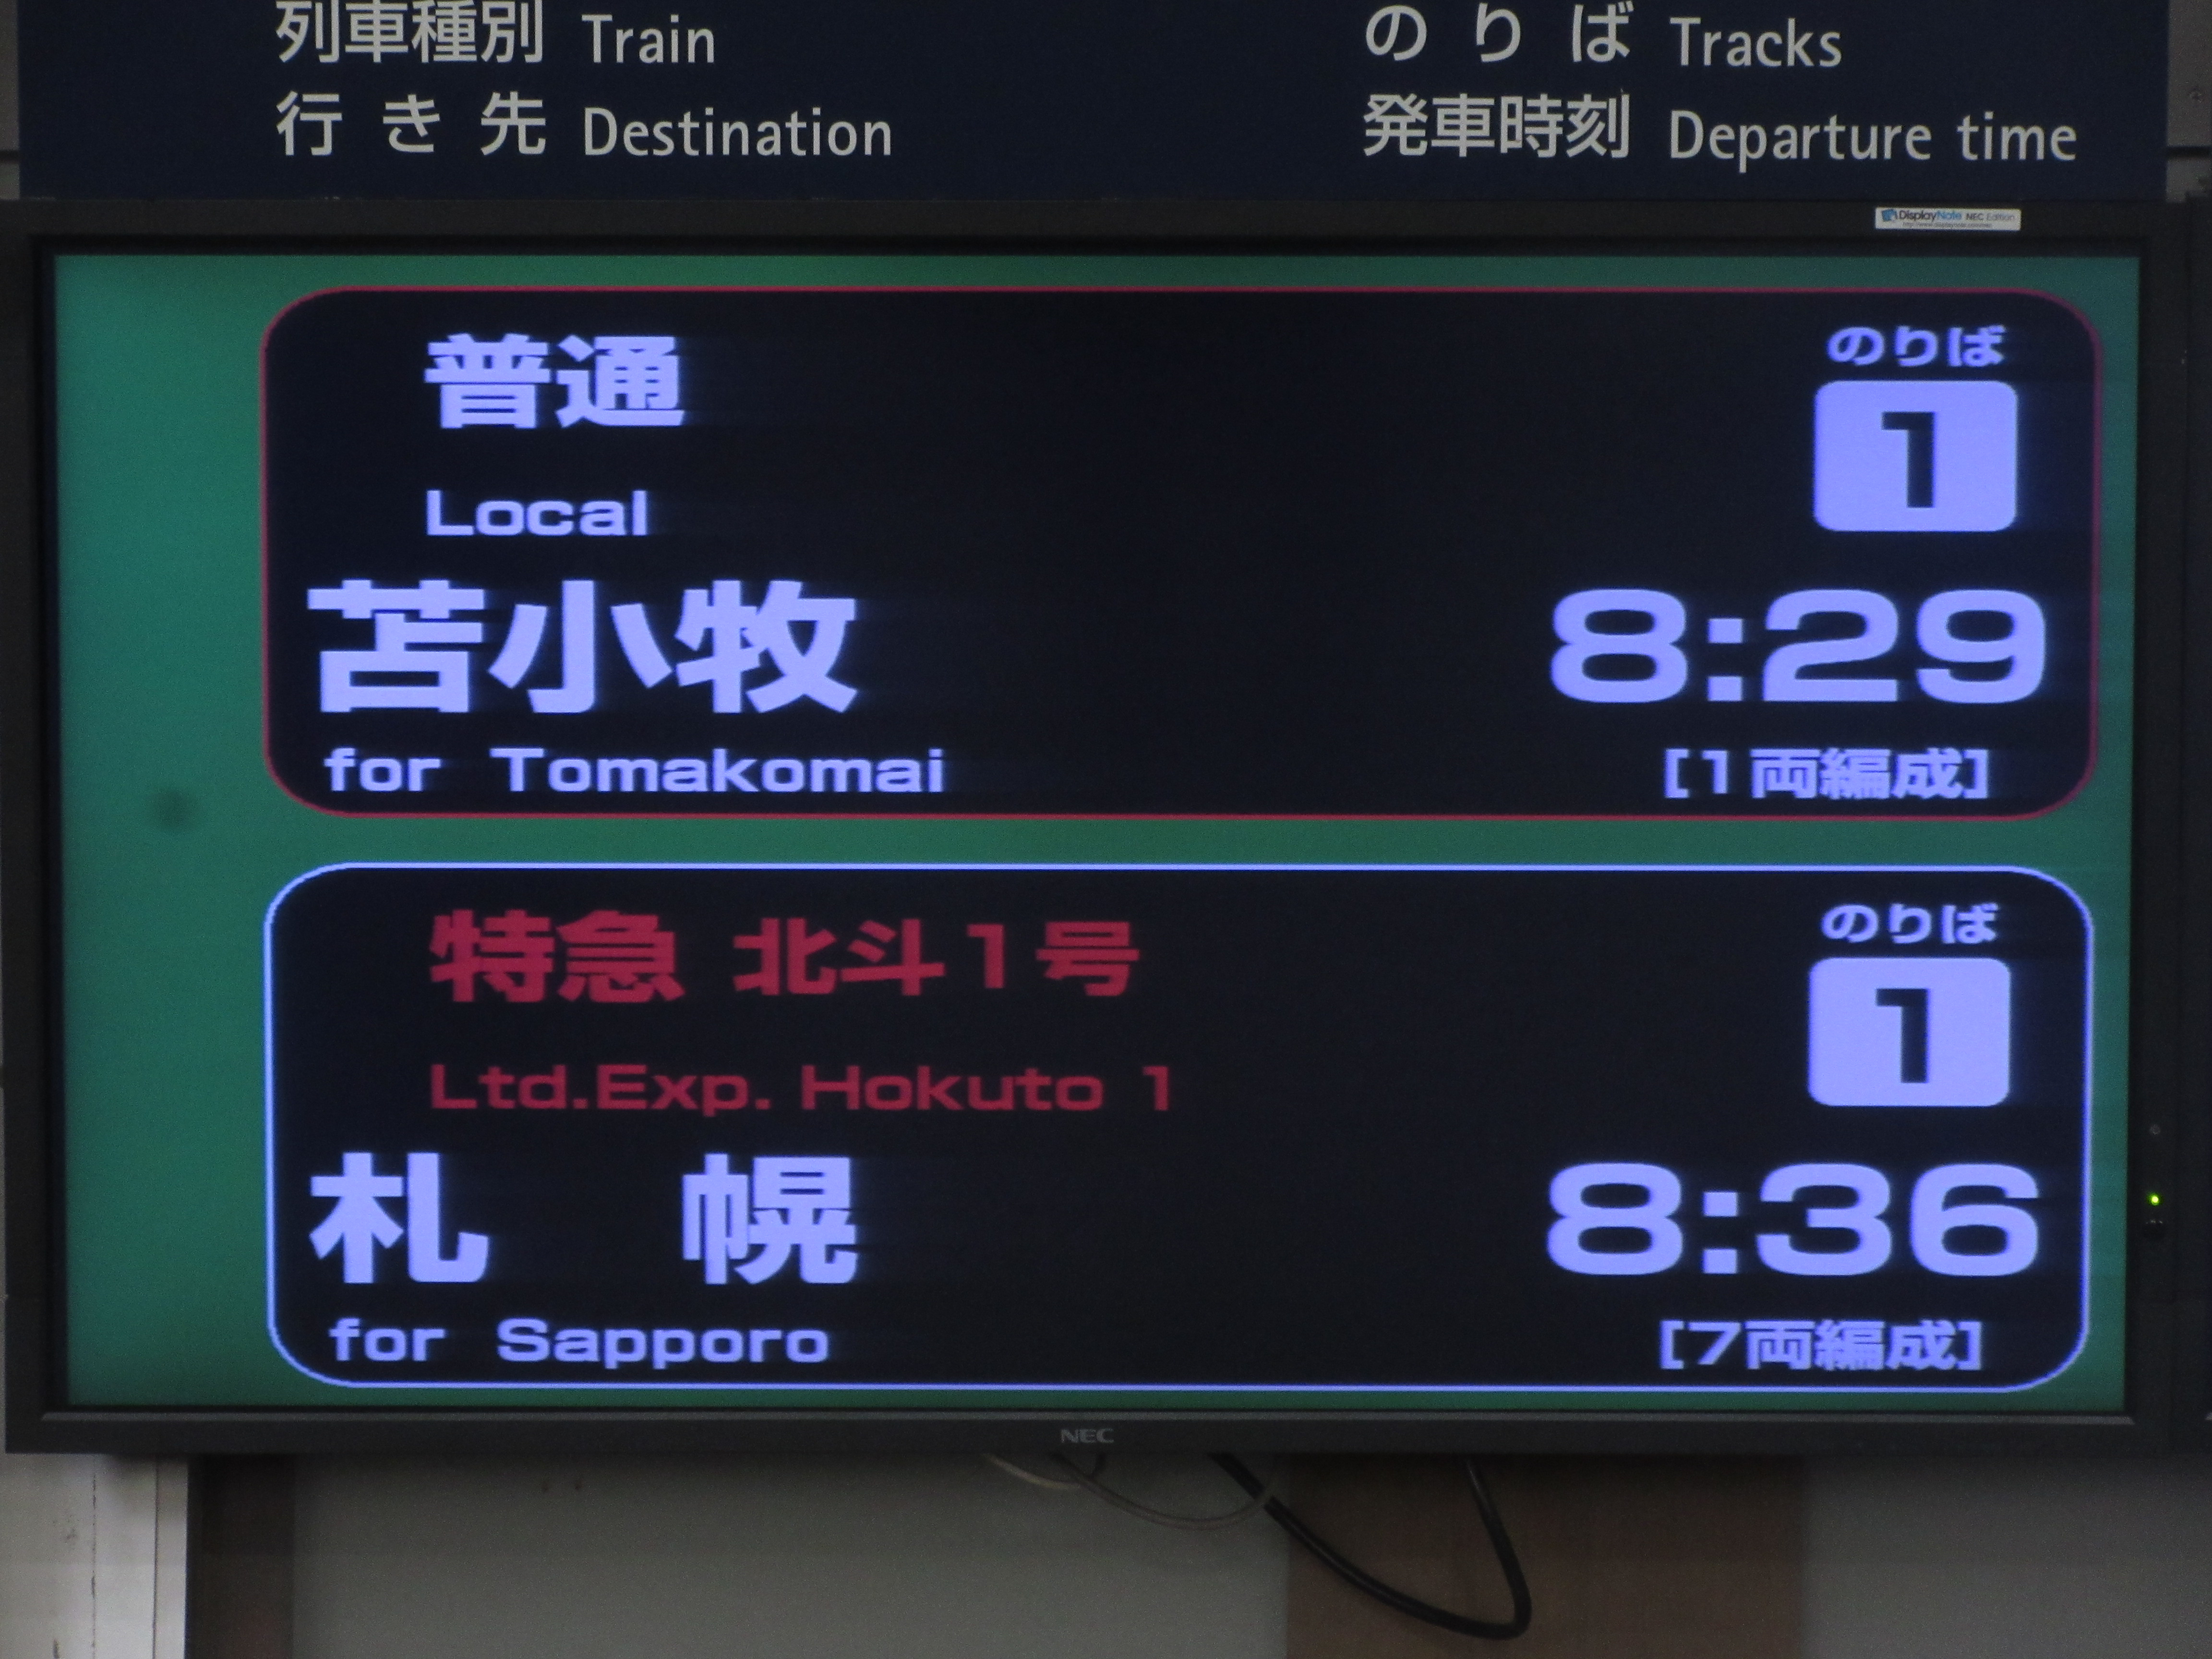 列車種別 Train
行き先 Destination
のりば Tracks
発車時刻 Departure time
DisplayNote NEC Edition
普通
Local
苫小牧
for Tomakomai
のりば
1
8:29
[1両編成]
特急 北斗1号
Ltd.Exp. Hokuto 1
札 幌
for Sapporo
のりば
1
8:36
[7両編成]
NEC